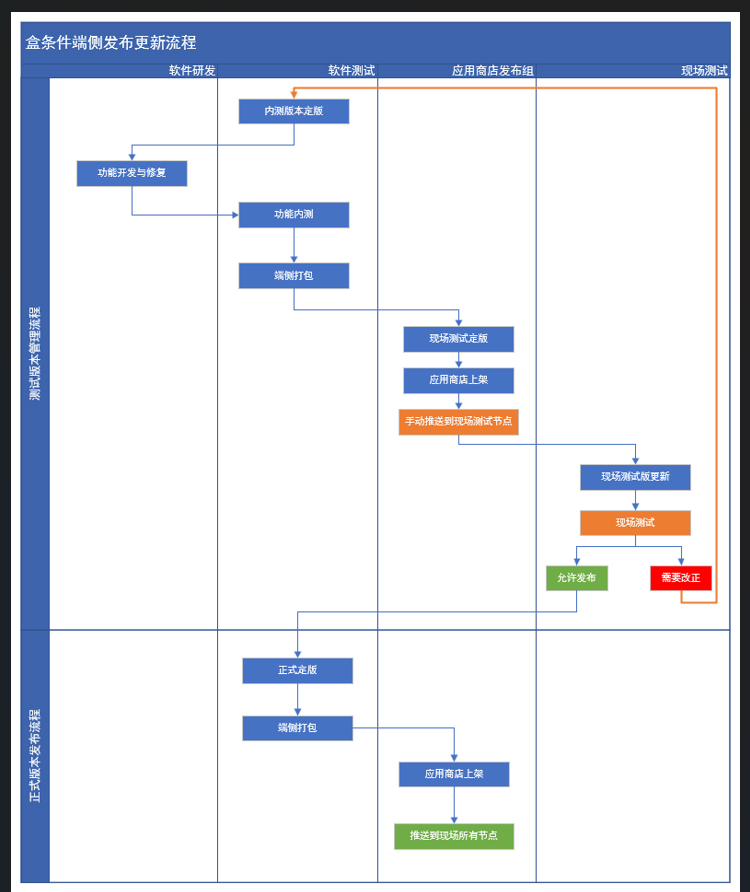 盒条件端侧发布更新流程
软件研发
软件测试
应用商店发布组
现场测试
测试版本管理流程
内测版本定版
功能开发与修复
功能内测
端侧打包
现场测试定版
应用商店上架
手动推送到现场测试节点
现场测试版更新
现场测试
允许发布
需要改正
正式版本发布流程
正式定版
端侧打包
应用商店上架
推送到现场所有节点